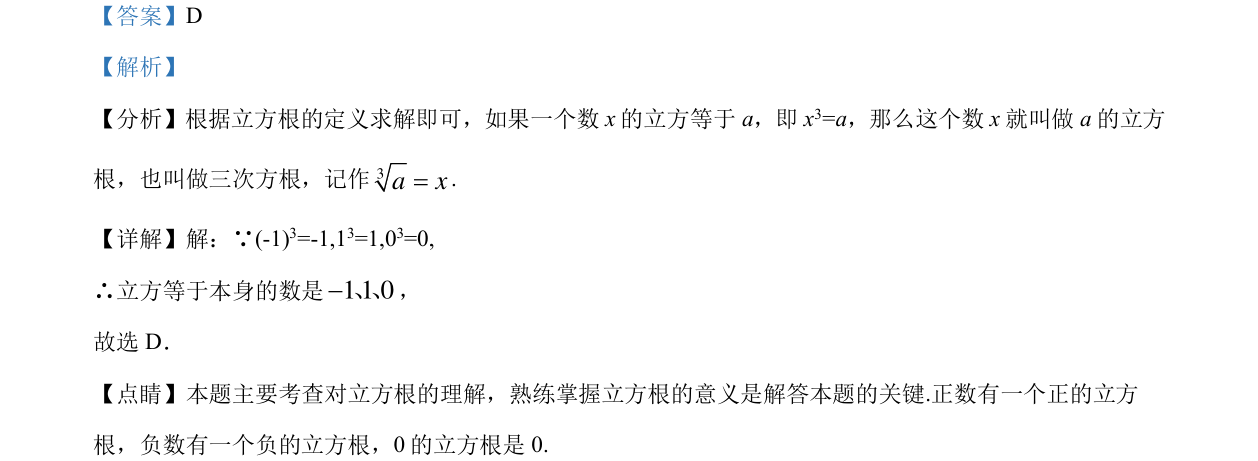 【答案】D
【解析】
【分析】根据立方根的定义求解即可，如果一个数 x 的立方等于 a，即 x³=a，那么这个数 x 就叫做 a 的立方
根，也叫做三次方根，记作 ∛a = x .
【详解】解：∵(-1)³=-1,1³=1,0³=0,
∴立方等于本身的数是 −1、1、0，
故选 D．
【点睛】本题主要考查对立方根的理解，熟练掌握立方根的意义是解答本题的关键.正数有一个正的立方
根，负数有一个负的立方根，0 的立方根是 0.